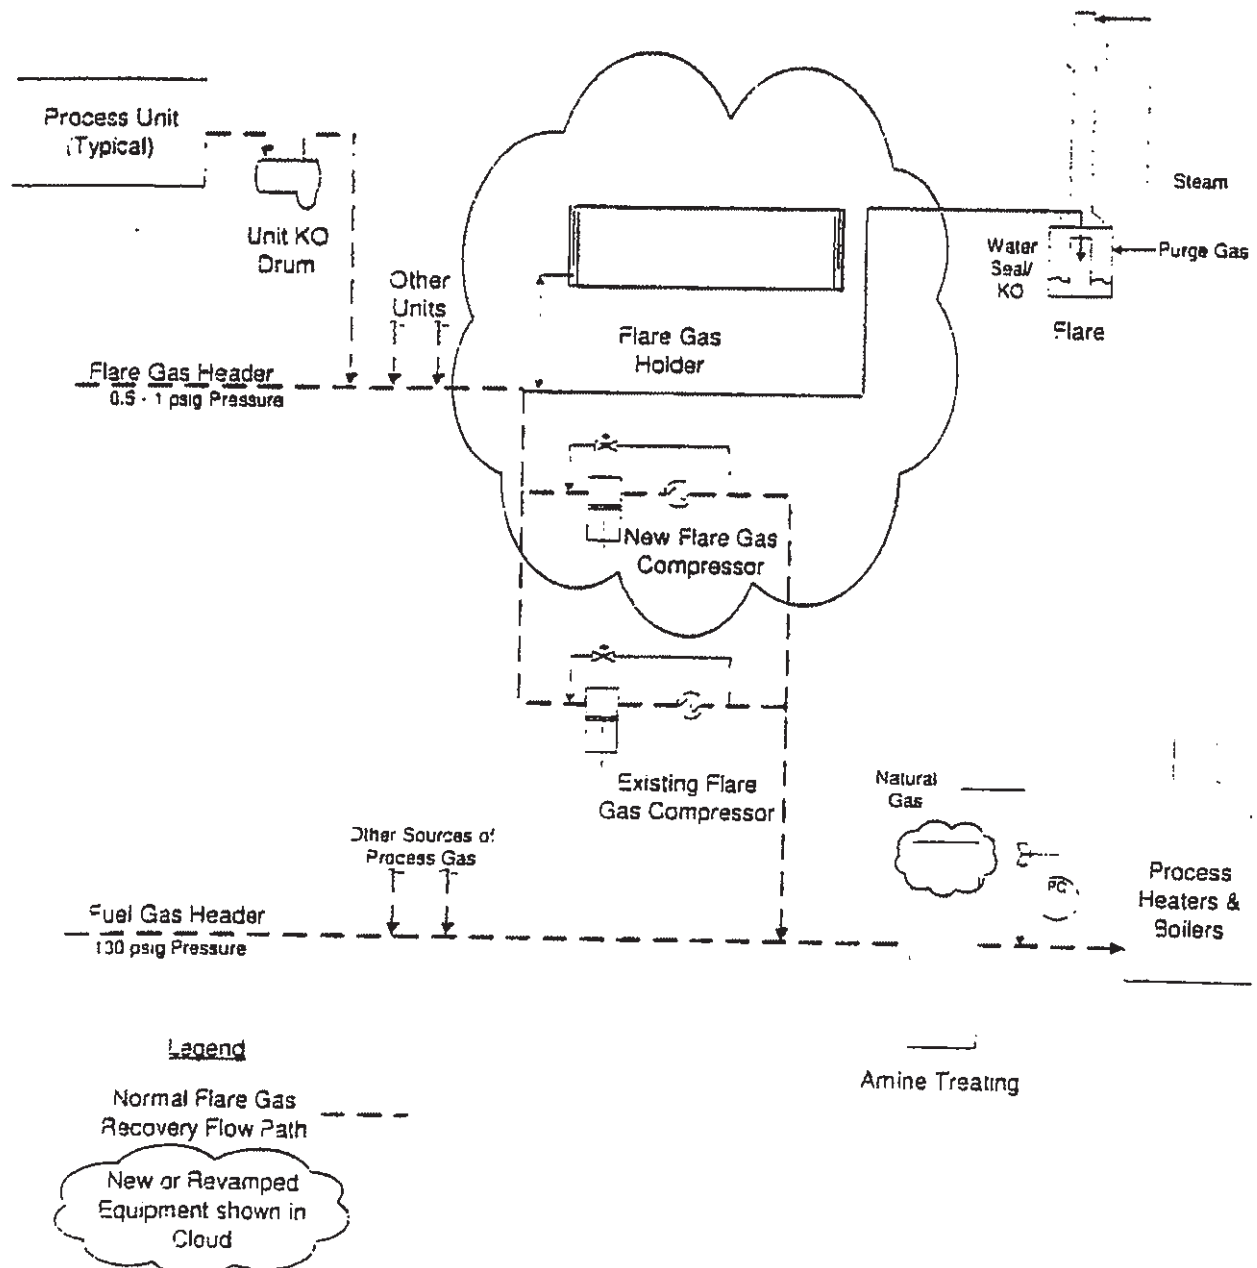 Process Unit
(Typical)
Unit KO
Drum
Other
Units
Flare Gas Header
0.5 - 1 psig Pressure
Flare Gas
Holder
Steam
Water
Seal/
KO
Purge Gas
Flare
New Flare Gas
Compressor
Existing Flare
Gas Compressor
Natural
Gas
PC
Process
Heaters &
Boilers
Other Sources of
Process Gas
Fuel Gas Header
130 psig Pressure
Amine Treating
Legend
Normal Flare Gas
Recovery Flow Path
New or Revamped
Equipment shown in
Cloud